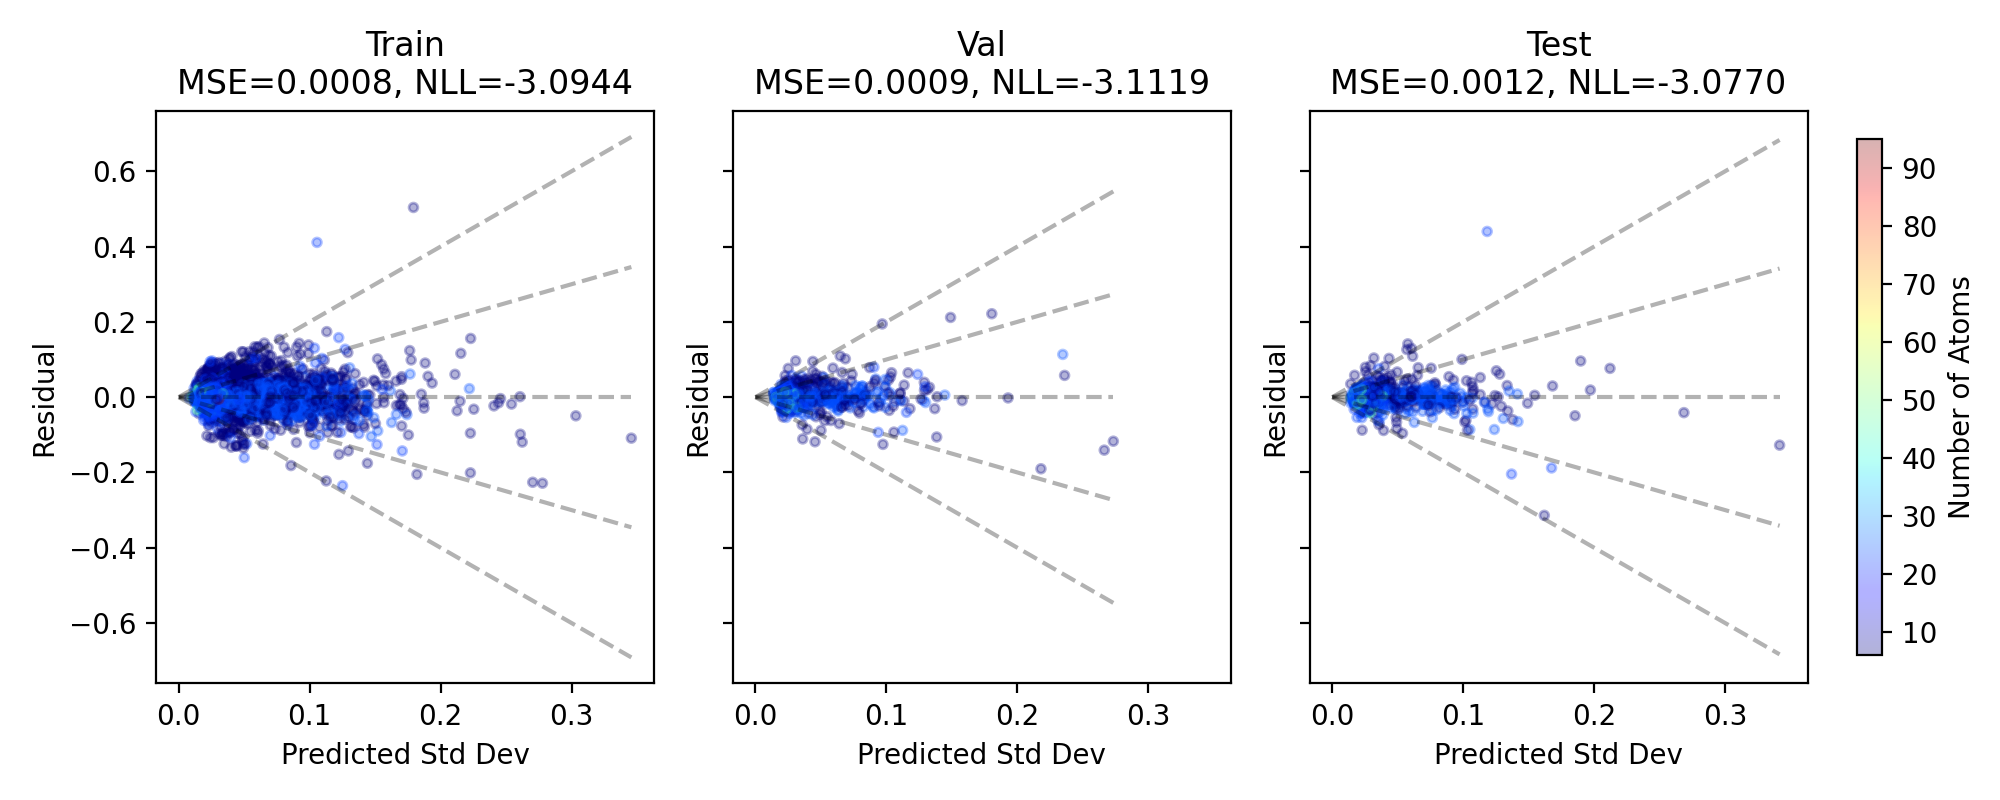 Train
MSE=0.0008, NLL=-3.0944
Val
MSE=0.0009, NLL=-3.1119
Test
MSE=0.0012, NLL=-3.0770
Residual
0.6
0.4
0.2
0.0
−0.2
−0.4
−0.6
0.0 0.1 0.2 0.3
Predicted Std Dev
Residual
0.0 0.1 0.2 0.3
Predicted Std Dev
Residual
0.0 0.1 0.2 0.3
Predicted Std Dev
90
80
70
60
50
40
30
20
10
Number of Atoms